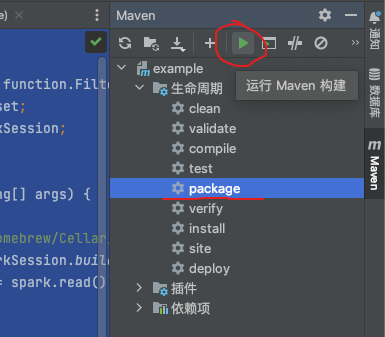 e)
Maven
function.Filt
set;
kSession;
ng[] args) {
omebrew/Cellar,
rkSession.build
= spark.read()
example
生命周期
运行 Maven 构建
clean
validate
compile
test
package
verify
install
site
deploy
插件
依赖项
通知
数据库
m
Maven